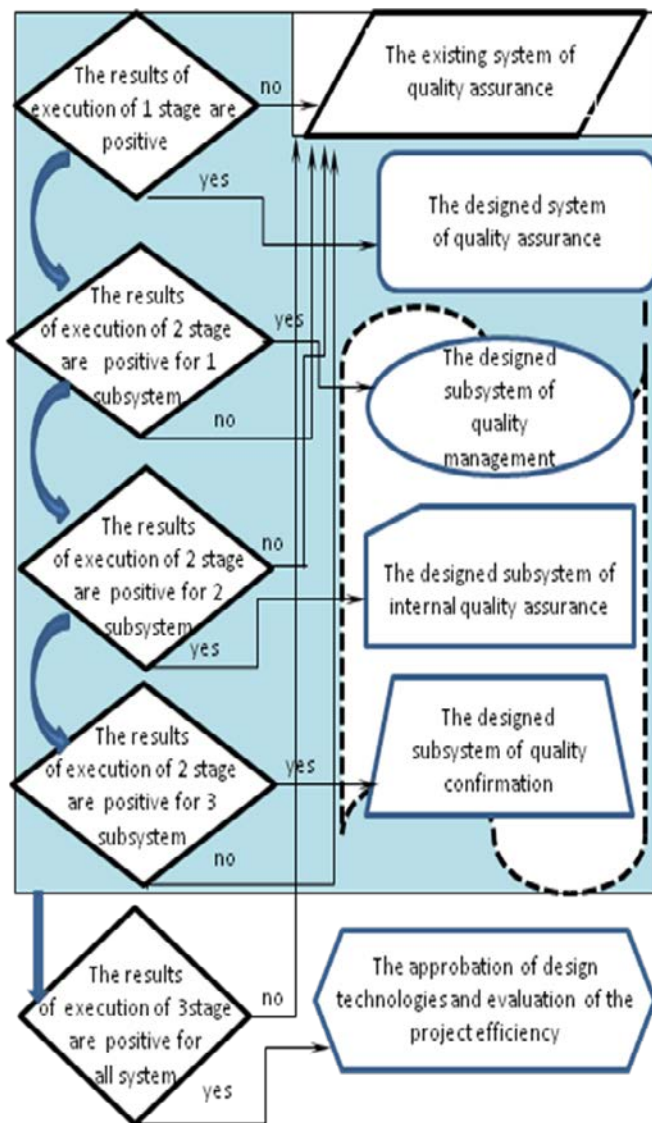 The results of
execution of 1 stage are
positive
no
The existing system of
quality assurance
yes
The designed system
of quality assurance
The results
of execution of 2 stage
are positive for 1
subsystem
yes
no
The designed
subsystem of
quality
management
The results
of execution of 2 stage
are positive for 2
subsystem
no
yes
The designed subsystem of
internal quality assurance
The results
of execution of 2 stage
are positive for 3
subsystem
yes
no
The designed
subsystem of quality
confirmation
The results
of execution of 3stage
are positive for
all system
no
yes
The approbation of design
technologies and evaluation of the
project efficiency